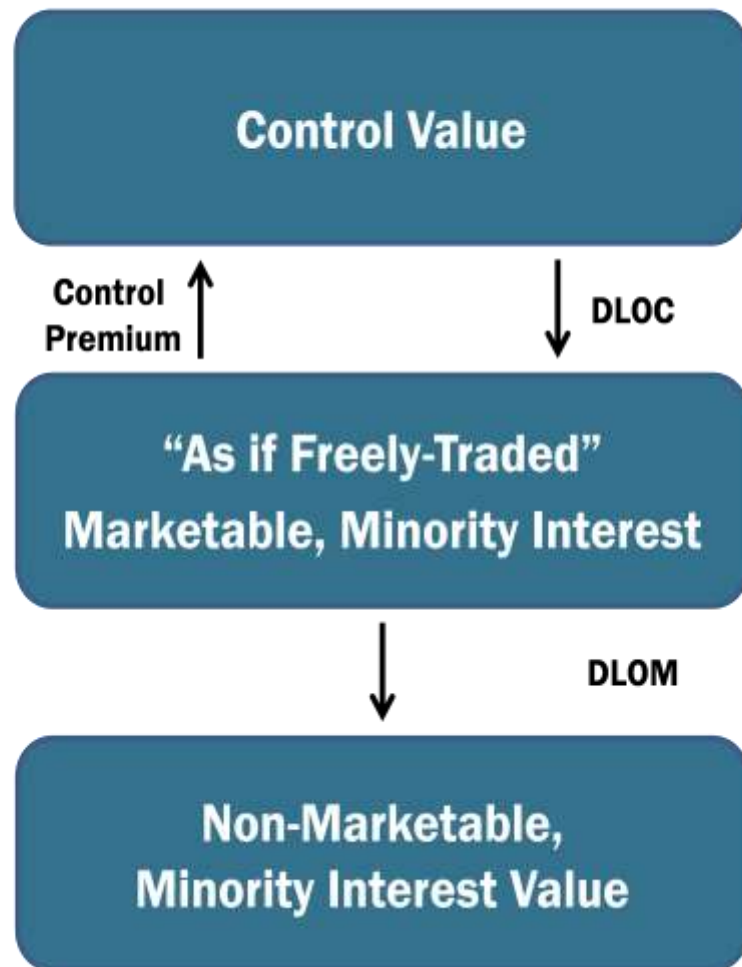 Control Value
Control
Premium
DLOC
“As if Freely-Traded”
Marketable, Minority Interest
DLOM
Non-Marketable,
Minority Interest Value